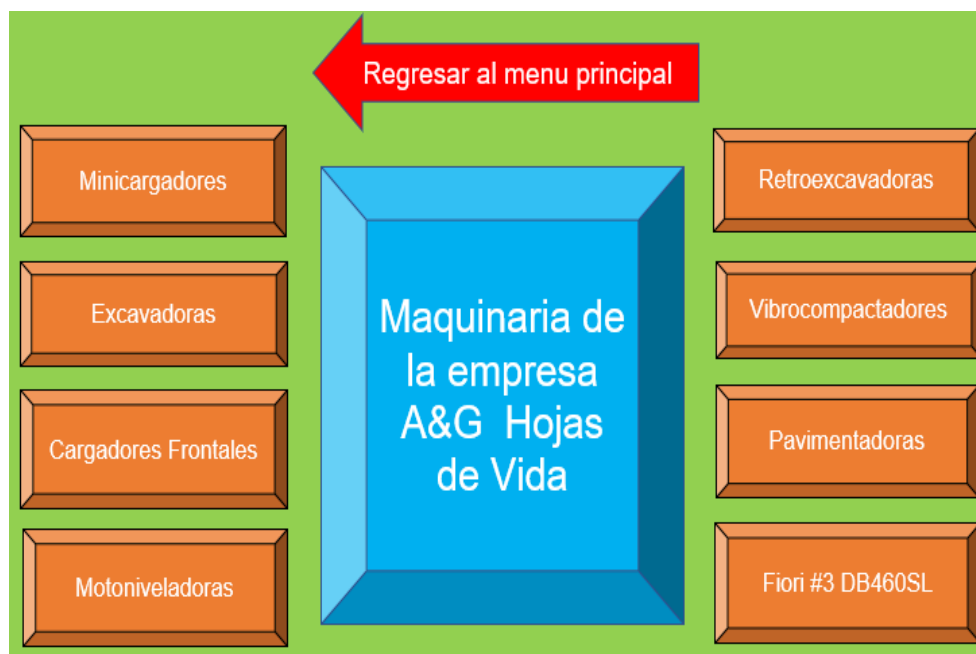 Regresar al menu principal
Minicargadores
Excavadoras
Cargadores Frontales
Motoniveladoras
Maquinaria de
la empresa
A&G Hojas
de Vida
Retroexcavadoras
Vibrocompactadores
Pavimentadoras
Fiori #3 DB460SL